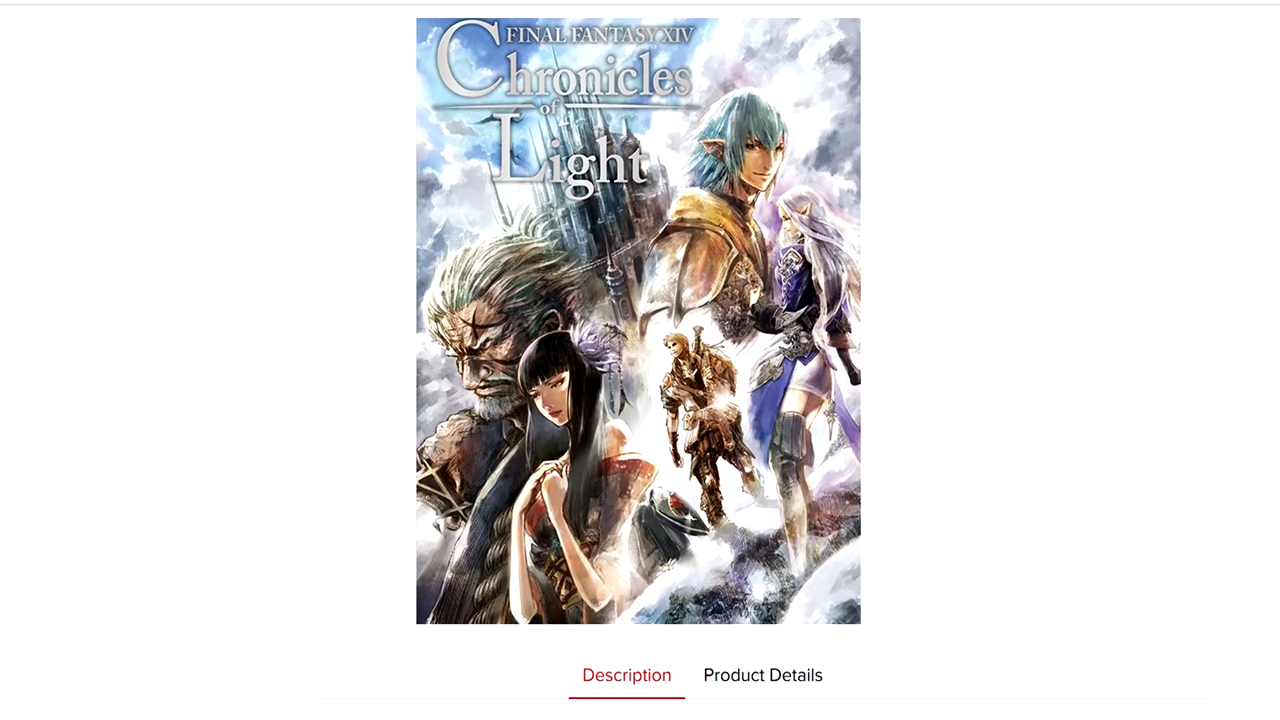 FINAL FANTASY XIV
Chronicles
of
Light
Description Product Details